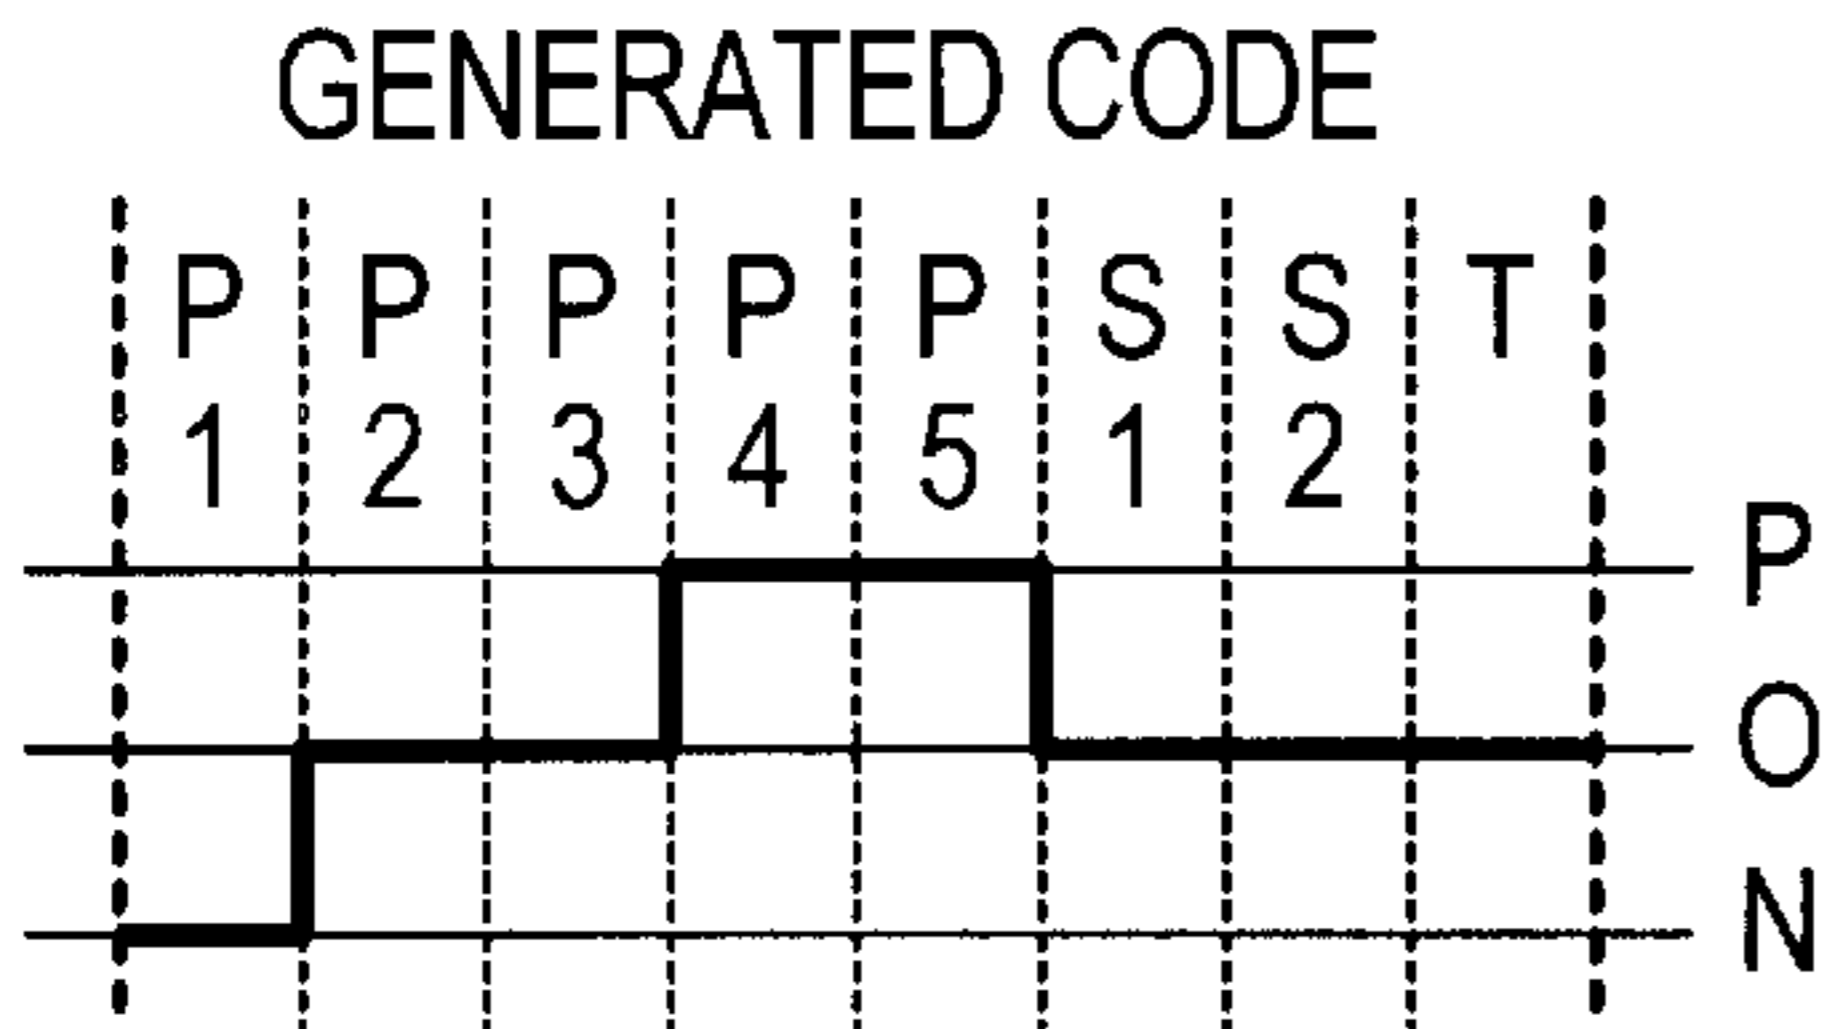 GENERATED CODE
P P P P P S S T
1 2 3 4 5 1 2
P
O
N